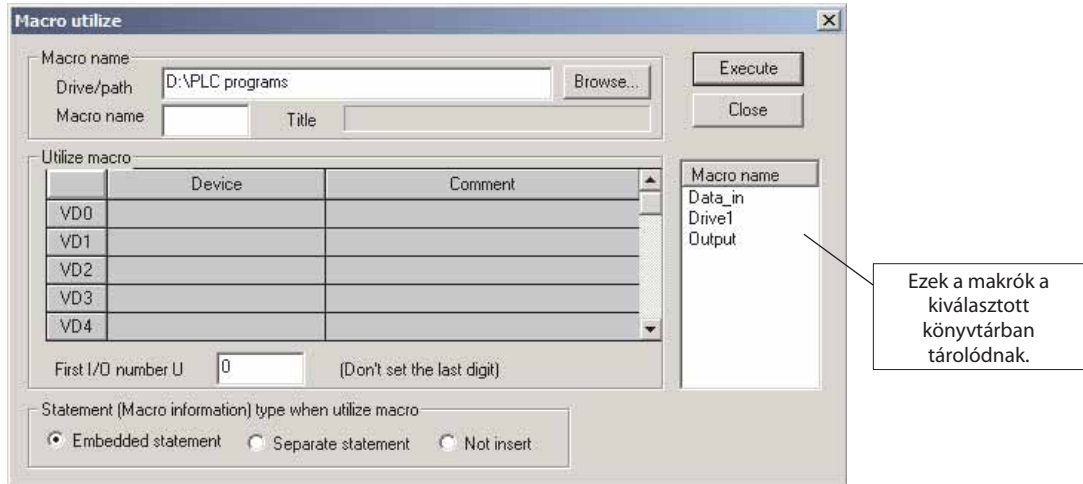 Macro utilize
Macro name
Drive/path D:\PLC programs Browse...
Macro name Title
Execute
Close
Utilize macro
Device Comment
VD0
VD1
VD2
VD3
VD4
First I/O number U 0 (Don't set the last digit)
Macro name
Data_in
Drive1
Output
Ezek a makrók a
kiválasztott
könyvtárban
tárolódnak.
Statement (Macro information) type when utilize macro
Embedded statement Separate statement Not insert